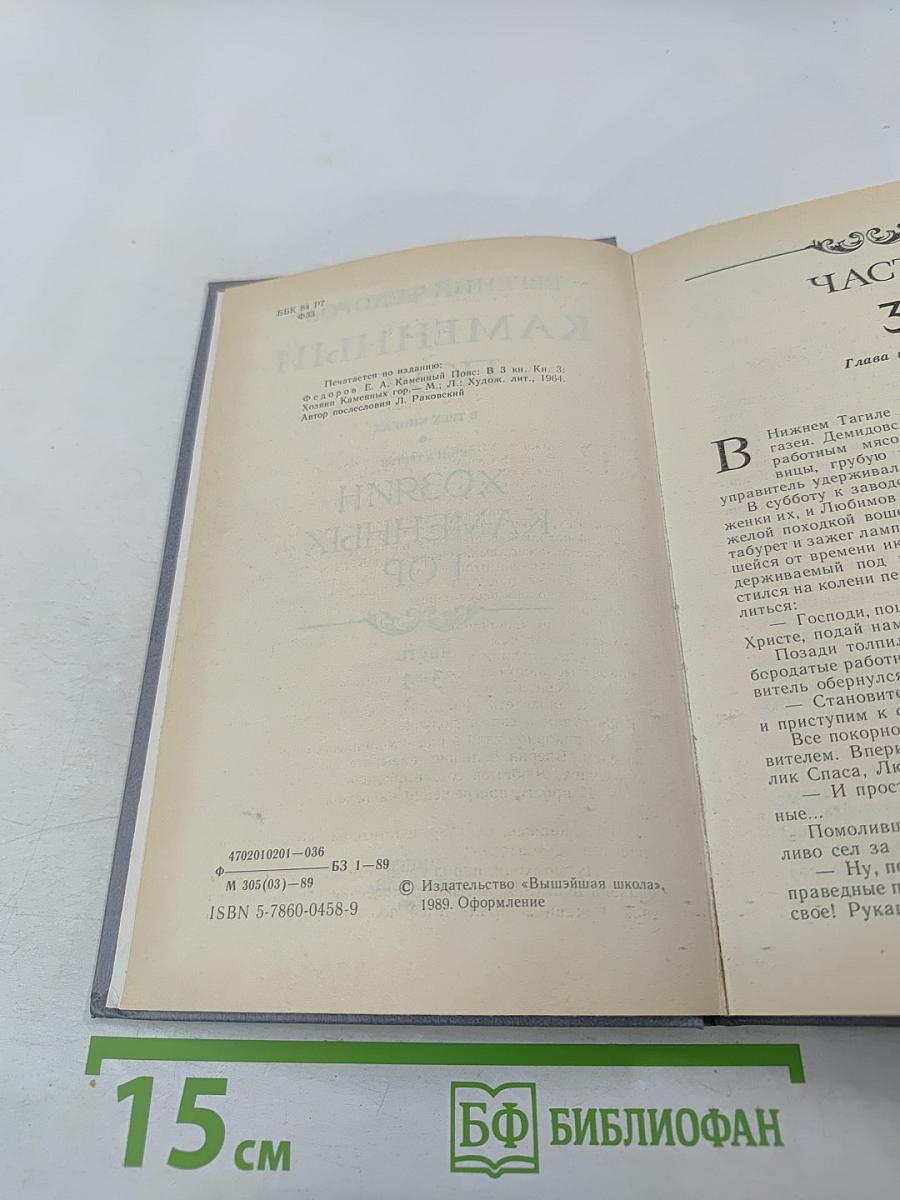 ББК 84 Р7
Ф33
Печатается по изданию:
Федоров Е. А. Каменный Пояс: В 3 кн. Кн. 3:
Хозяин Каменных гор.— М.; Л.: Худож. лит., 1964.
Автор послесловия Л. Раковский
4702010201—036
Ф
БЗ 1—89
М 305(03)—89
ISBN 5-7860-0458-9
© Издательство «Вышэйшая школа»,
1989. Оформление
ЧАСТ
3
Глава
В Нижнем Тагиле
газеи. Демидовс
работным мясо
вицы, грубую
управитель удерживал
В субботу к заводс
женки их, и Любимов
желой походкой воше
табурет и зажег ламп
шейся от времени ик
держиваемый под
стился на колени пе
литься:
— Господи, по
Христе, подай нам
Позади толпил
бородатые работн
витель обернулся
— Становите
и приступим к с
Все покорно
вителем. Впери
лик Спаса, Лю
— И прост
ные...
Помоливш
ливо сел за
— Ну, по
праведные п
свое! Рукав
15 см
БФ БИБЛИОФАН